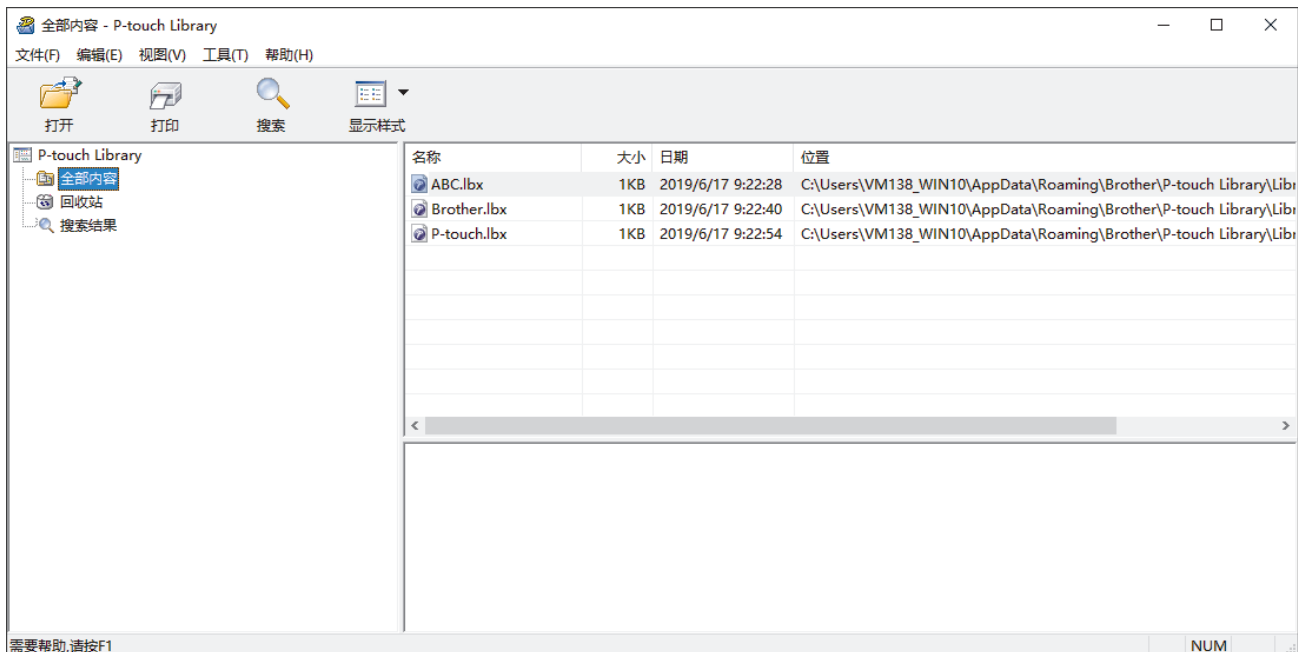 全部内容 - P-touch Library
文件(F) 编辑(E) 视图(V) 工具(T) 帮助(H)
打开 打印 搜索 显示样式
P-touch Library
全部内容
回收站
搜索结果
名称 大小 日期 位置
ABC.lbx 1KB 2019/6/17 9:22:28 C:\Users\VM138_WIN10\AppData\Roaming\Brother\P-touch Library\Libr
Brother.lbx 1KB 2019/6/17 9:22:40 C:\Users\VM138_WIN10\AppData\Roaming\Brother\P-touch Library\Libr
P-touch.lbx 1KB 2019/6/17 9:22:54 C:\Users\VM138_WIN10\AppData\Roaming\Brother\P-touch Library\Libr
需要帮助,请按F1 NUM